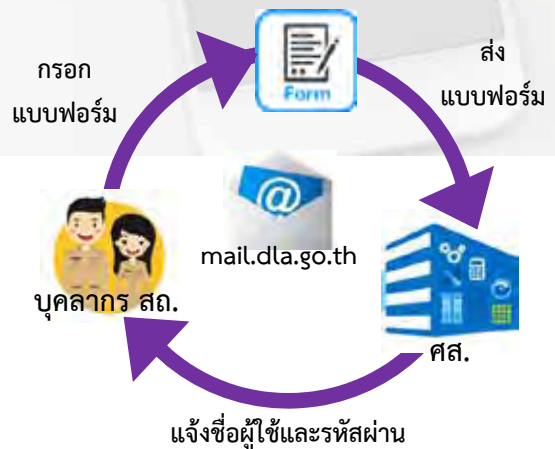 กรอก
แบบฟอร์ม
Form
ส่ง
แบบฟอร์ม
@
mail.dla.go.th
บุคลากร สถ.
ศส.
แจ้งชื่อผู้ใช้และรหัสผ่าน